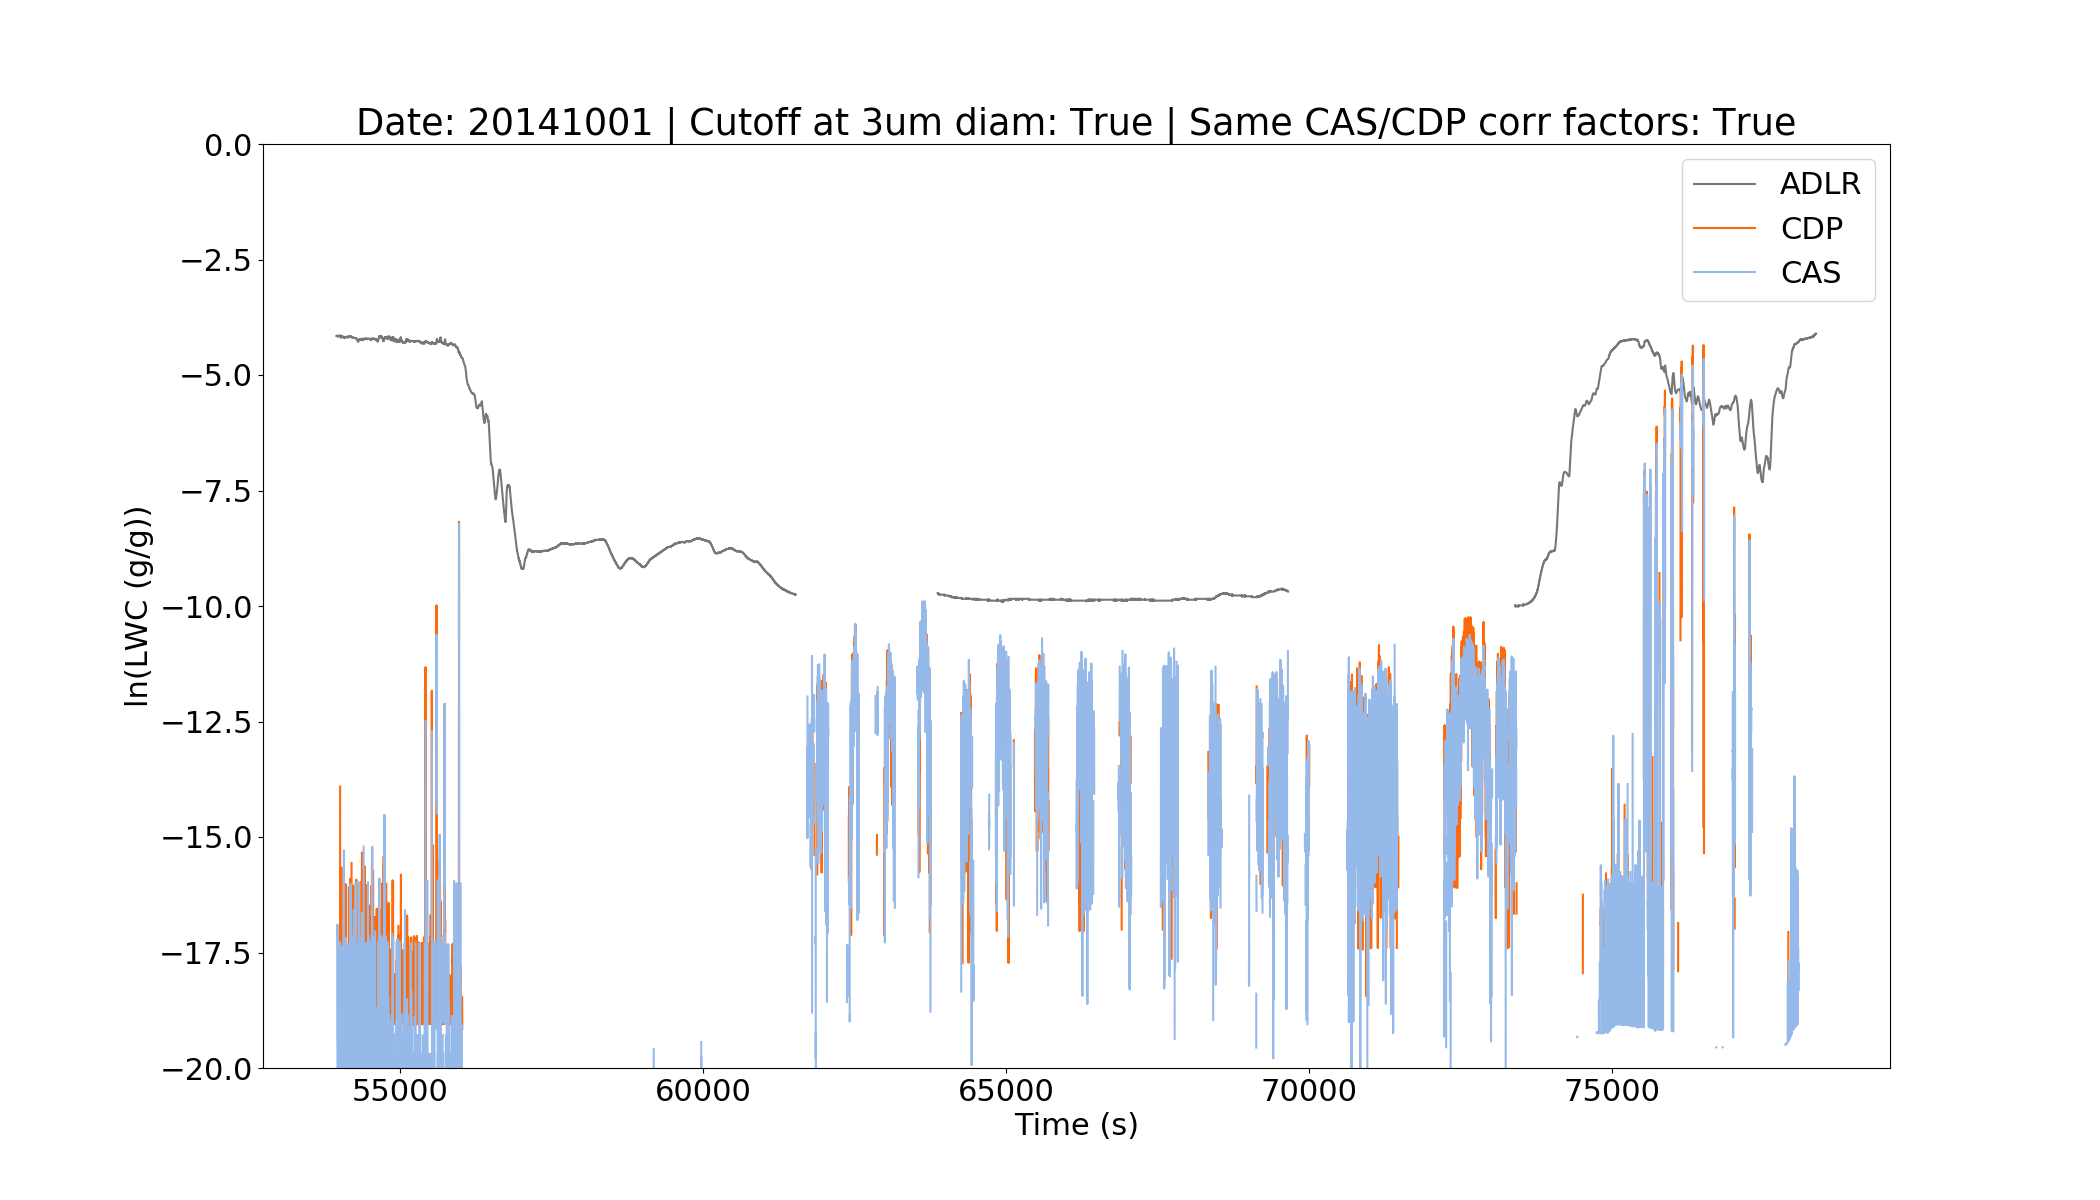 Date: 20141001 | Cutoff at 3um diam: True | Same CAS/CDP corr factors: True
ADLR
CDP
CAS
ln(LWC (g/g))
0.0
−2.5
−5.0
−7.5
−10.0
−12.5
−15.0
−17.5
−20.0
55000 60000 65000 70000 75000
Time (s)